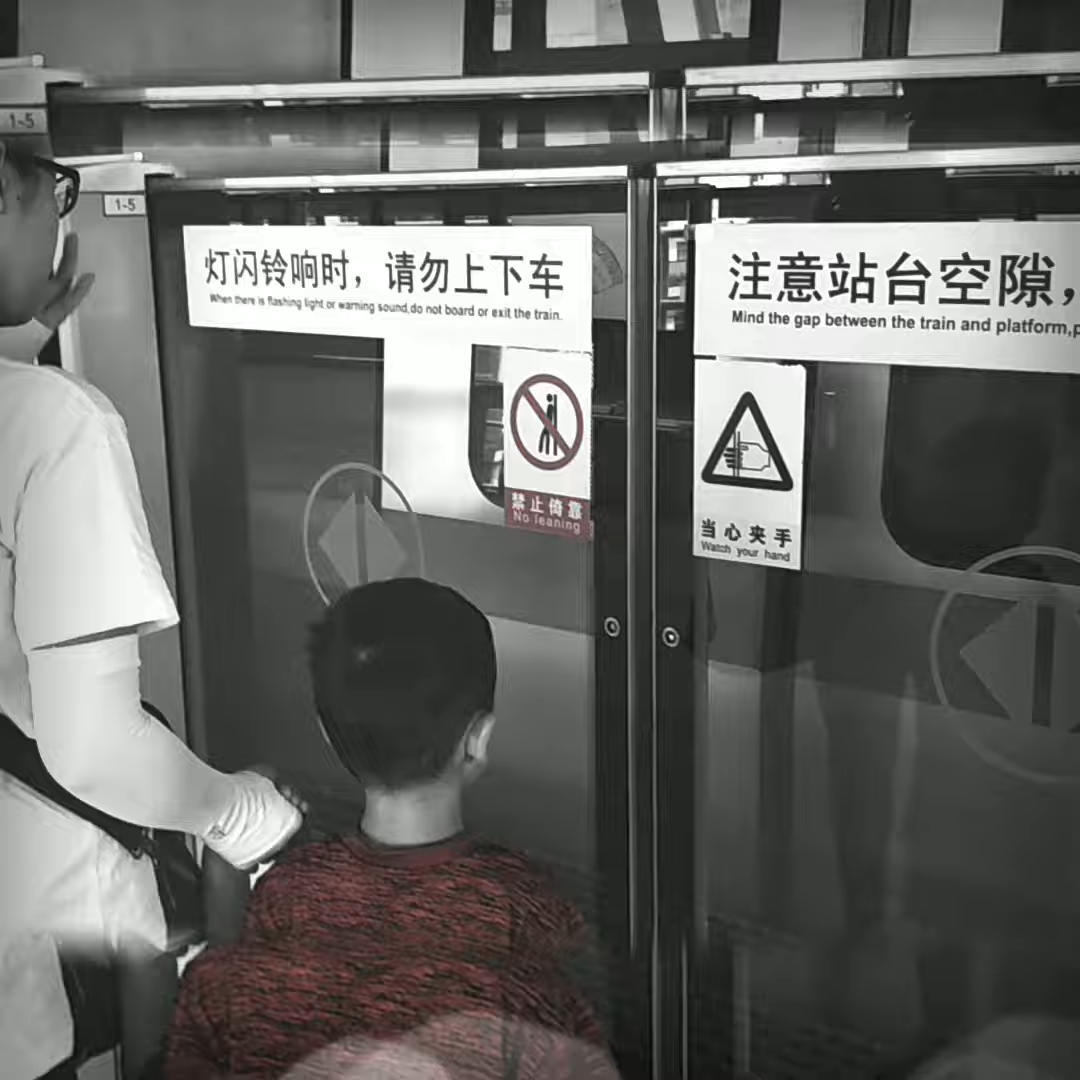 1-5
1-5
灯闪铃响时，请勿上下车
When there is flashing light or warning sound,do not board or exit the train.
禁止倚靠
No leaning
注意站台空隙，
Mind the gap between the train and platform,p
当心夹手
Watch your hand